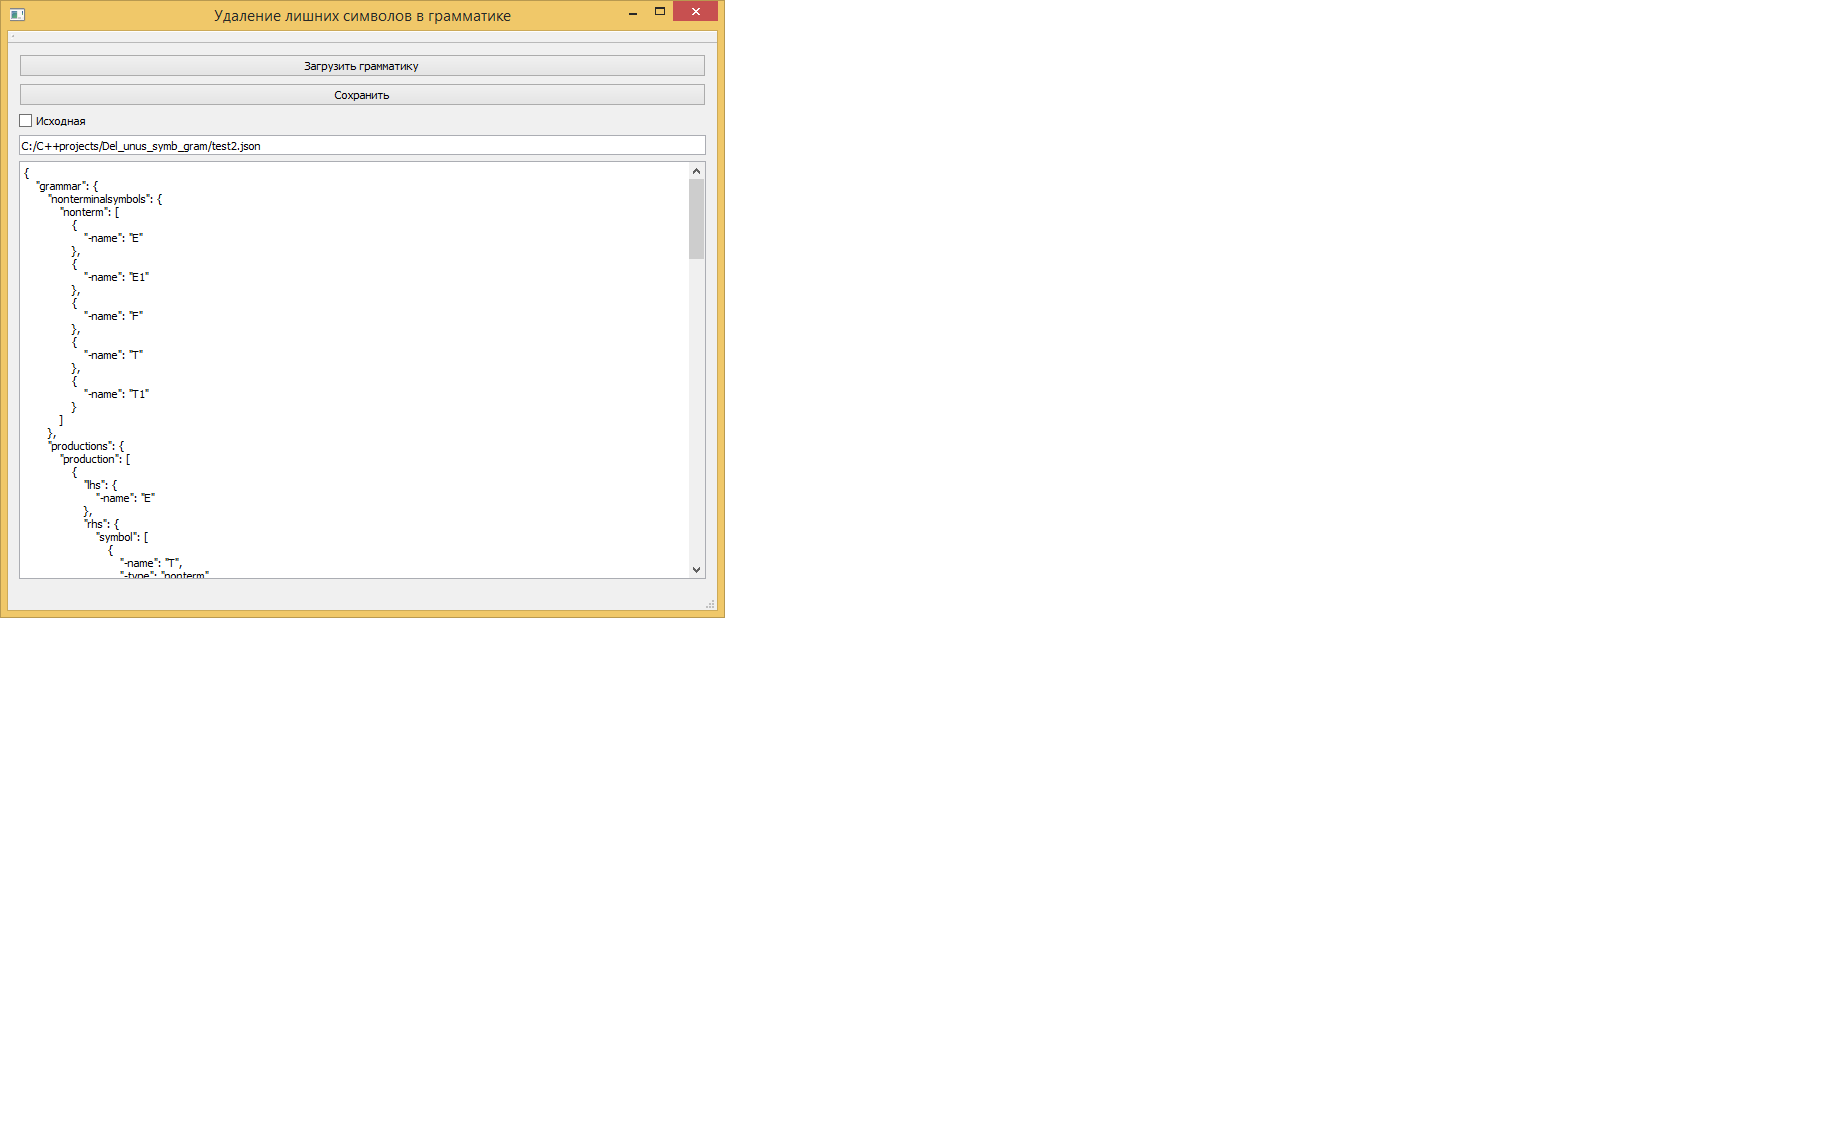 Удаление лишних символов в грамматике
Загрузить грамматику
Сохранить
Исходная
C:/C++projects/Del_unus_symb_gram/test2.json
{
"grammar": {
"nonterminalsymbols": {
"nonterm": [
{
"-name": "E"
},
{
"-name": "E1"
},
{
"-name": "F"
},
{
"-name": "T"
},
{
"-name": "T1"
}
]
},
"productions": {
"production": [
{
"lhs": {
"-name": "E"
},
"rhs": {
"symbol": [
{
"-name": "T",
"-type": "nonterm"